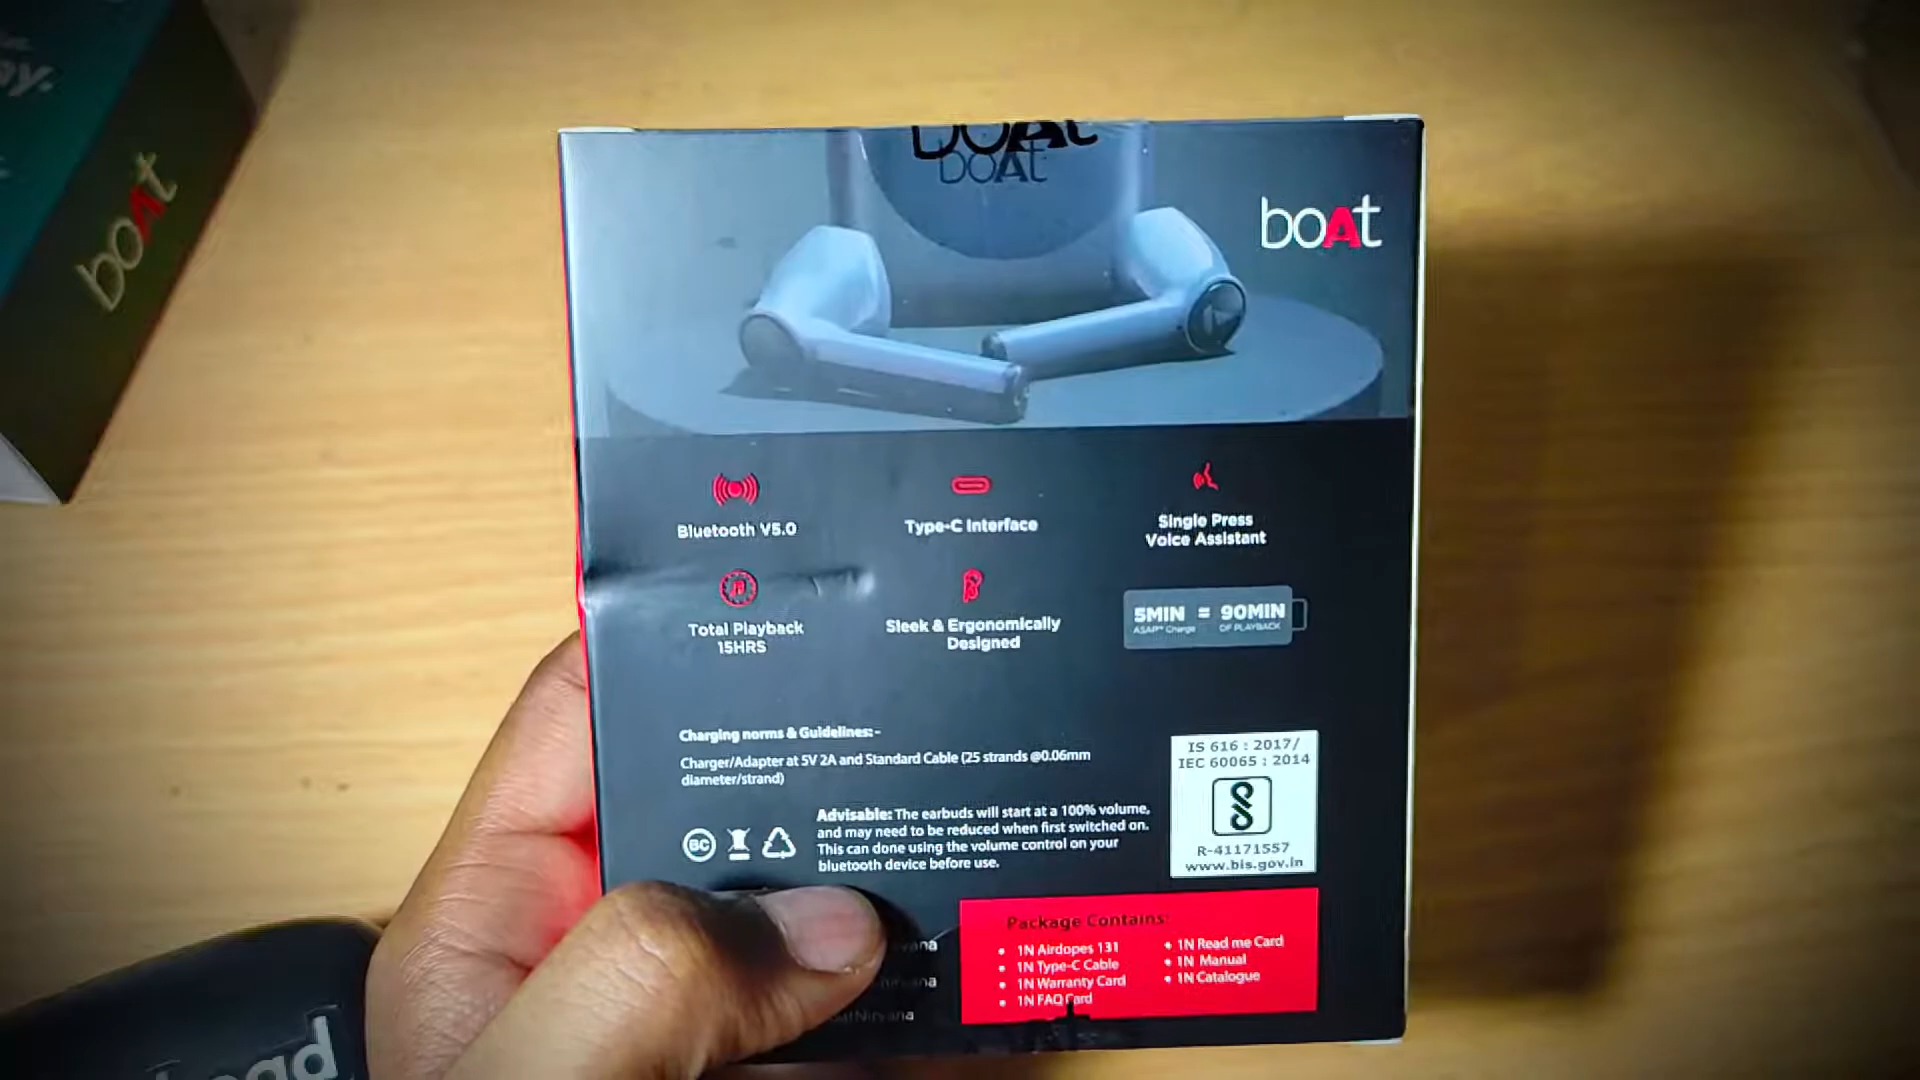 boAt
boAt
boAt
boAt
Bluetooth V5.0
Type-C Interface
Single Press
Voice Assistant
Total Playback
15HRS
Sleek & Ergonomically
Designed
5MIN = 90MIN
ASAP™ Charge OF PLAYBACK
Charging norms & Guidelines:-
Charger/Adapter at 5V 2A and Standard Cable (25 strands @0.06mm
diameter/strand)
BC
Advisable: The earbuds will start at a 100% volume,
and may need to be reduced when first switched on.
This can done using the volume control on your
bluetooth device before use.
IS 616 : 2017/
IEC 60065 : 2014
R-41171557
www.bis.gov.in
Package Contains:
• 1N Airdopes 131
• 1N Type-C Cable
• 1N Warranty Card
• 1N FAQ Card
• 1N Read me Card
• 1N Manual
• 1N Catalogue